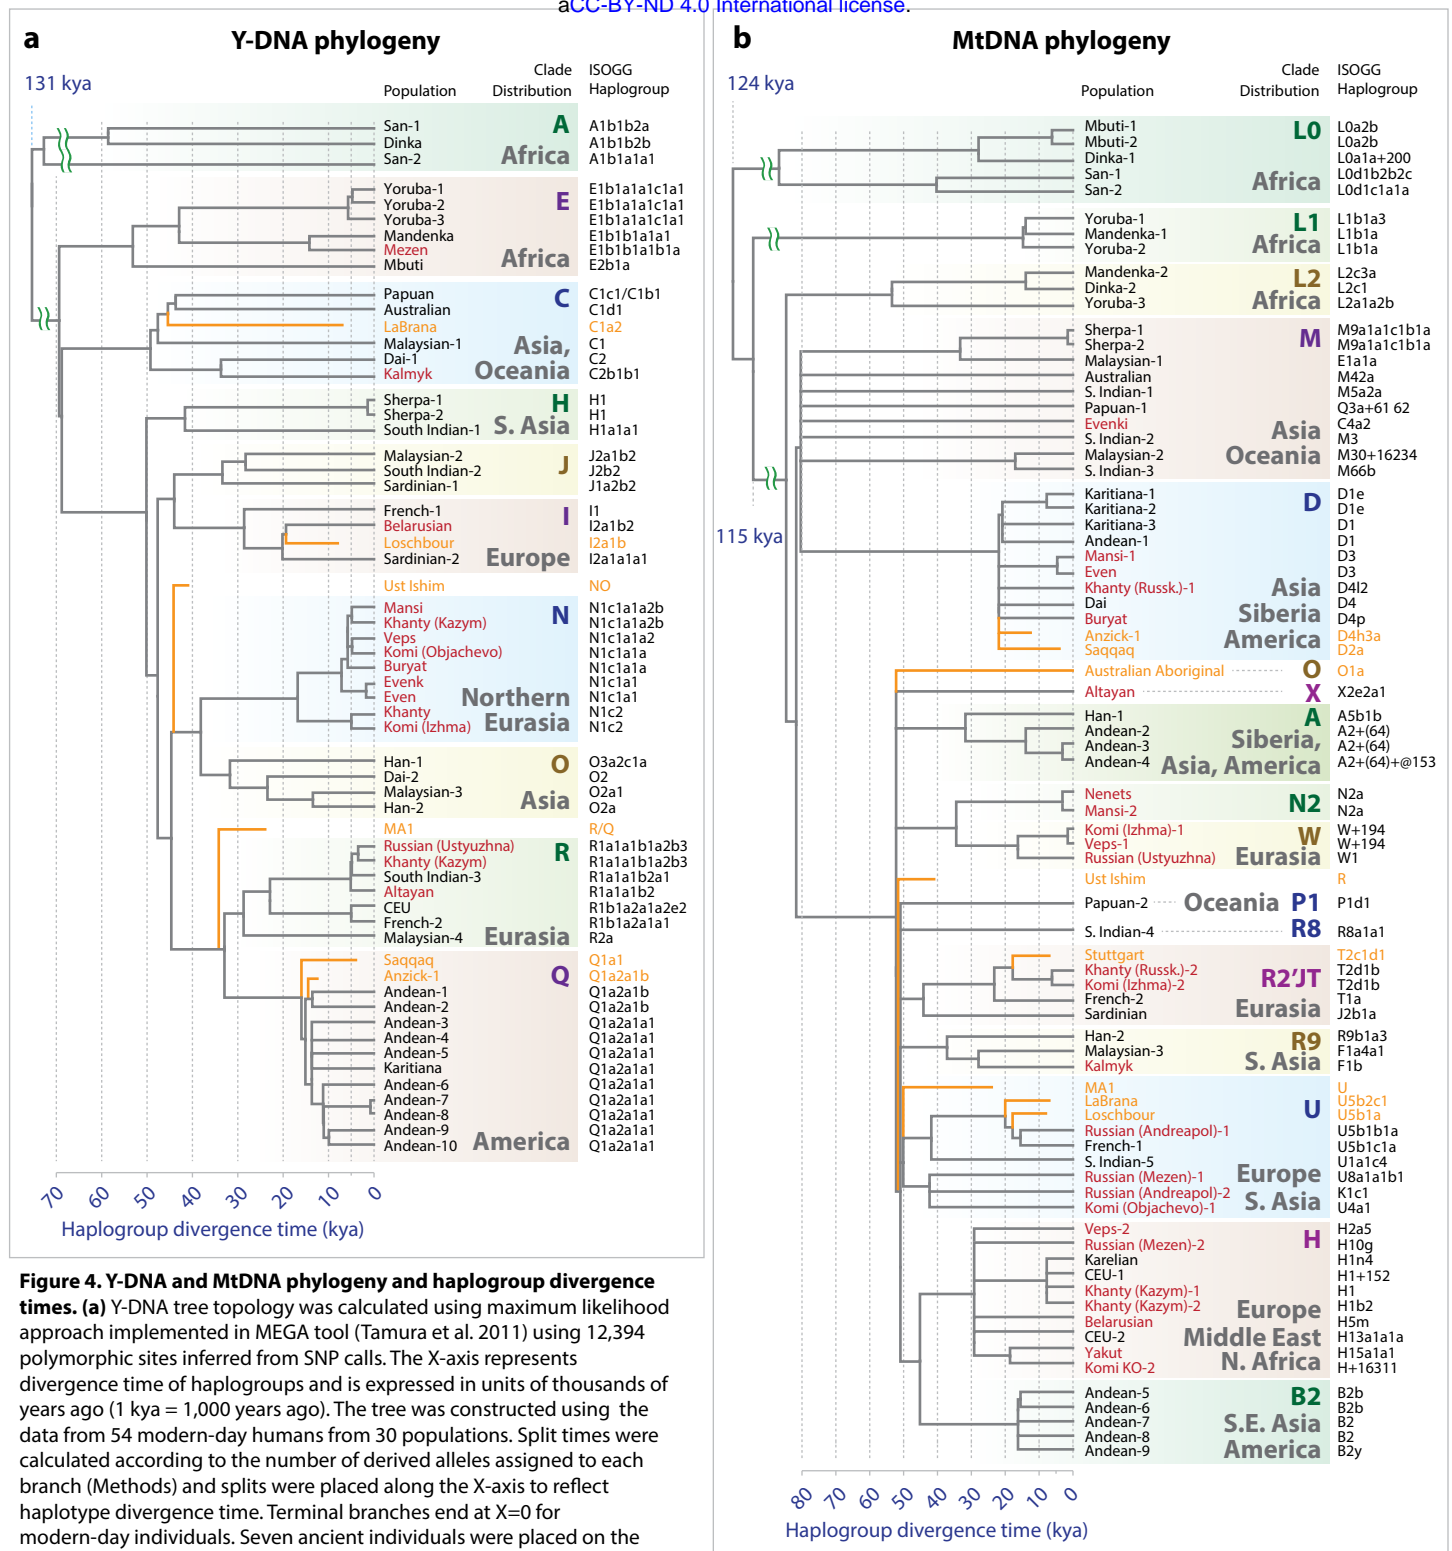 aCC-BY-ND 4.0 International license.
a
Y-DNA phylogeny
131 kya
Population
Clade
Distribution
ISOGG
Haplogroup
A
Africa
San-1 A1b1b2a
Dinka A1b1b2b
San-2 A1b1a1a1
E
Africa
Yoruba-1 E1b1a1a1c1a1
Yoruba-2 E1b1a1a1c1a1
Yoruba-3 E1b1a1a1c1a1
Mandenka E1b1b1a1a1
Mezen E1b1b1a1b1a
Mbuti E2b1a
C
Asia,
Oceania
Papuan C1c1/C1b1
Australian C1d1
LaBrana C1a2
Malaysian-1 C1
Dai-1 C2
Kalmyk C2b1b1
H
S. Asia
Sherpa-1 H1
Sherpa-2 H1
South Indian-1 H1a1a1
J
Malaysian-2 J2a1b2
South Indian-2 J2b2
Sardinian-1 J1a2b2
I
Europe
French-1 I1
Belarusian I2a1b2
Loschbour I2a1b
Sardinian-2 I2a1a1a1
Ust Ishim NO
N
Northern
Eurasia
Mansi N1c1a1a2b
Khanty (Kazym) N1c1a1a2b
Veps N1c1a1a2
Komi (Objachevo) N1c1a1a
Buryat N1c1a1a
Evenk N1c1a1
Even N1c1a1
Khanty N1c2
Komi (Izhma) N1c2
O
Asia
Han-1 O3a2c1a
Dai-2 O2
Malaysian-3 O2a1
Han-2 O2a
MA1 R/Q
R
Eurasia
Russian (Ustyuzhna) R1a1a1b1a2b3
Khanty (Kazym) R1a1a1b1a2b3
South Indian-3 R1a1a1b2a1
Altayan R1a1a1b2
CEU R1b1a2a1a2e2
French-2 R1b1a2a1a1
Malaysian-4 R2a
Q
America
Saqqaq Q1a1
Anzick-1 Q1a2a1b
Andean-1 Q1a2a1b
Andean-2 Q1a2a1b
Andean-3 Q1a2a1a1
Andean-4 Q1a2a1a1
Andean-5 Q1a2a1a1
Karitiana Q1a2a1a1
Andean-6 Q1a2a1a1
Andean-7 Q1a2a1a1
Andean-8 Q1a2a1a1
Andean-9 Q1a2a1a1
Andean-10 Q1a2a1a1
70 60 50 40 30 20 10 0
Haplogroup divergence time (kya)
Figure 4. Y-DNA and MtDNA phylogeny and haplogroup divergence
times. (a) Y-DNA tree topology was calculated using maximum likelihood
approach implemented in MEGA tool (Tamura et al. 2011) using 12,394
polymorphic sites inferred from SNP calls. The X-axis represents
divergence time of haplogroups and is expressed in units of thousands of
years ago (1 kya = 1,000 years ago). The tree was constructed using the
data from 54 modern-day humans from 30 populations. Split times were
calculated according to the number of derived alleles assigned to each
branch (Methods) and splits were placed along the X-axis to reflect
haplotype divergence time. Terminal branches end at X=0 for
modern-day individuals. Seven ancient individuals were placed on the
b
MtDNA phylogeny
124 kya
115 kya
Population
Clade
Distribution
ISOGG
Haplogroup
L0
Africa
Mbuti-1 L0a2b
Mbuti-2 L0a2b
Dinka-1 L0a1a+200
San-1 L0d1b2b2c
San-2 L0d1c1a1a
L1
Africa
Yoruba-1 L1b1a3
Mandenka-1 L1b1a
Yoruba-2 L1b1a
L2
Africa
Mandenka-2 L2c3a
Dinka-2 L2c1
Yoruba-3 L2a1a2b
M
Asia
Oceania
Sherpa-1 M9a1a1c1b1a
Sherpa-2 M9a1a1c1b1a
Malaysian-1 E1a1a
Australian M42a
S. Indian-1 M5a2a
Papuan-1 Q3a+61 62
Evenki C4a2
S. Indian-2 M3
Malaysian-2 M30+16234
S. Indian-3 M66b
D
Asia
Siberia
America
Karitiana-1 D1e
Karitiana-2 D1e
Karitiana-3 D1
Andean-1 D1
Mansi-1 D3
Even D3
Khanty (Russk.)-1 D4l2
Dai D4
Buryat D4p
Anzick-1 D4h3a
Saqqaq D2a
Australian Aboriginal O O1a
Altayan X X2e2a1
A
Siberia,
Asia, America
Han-1 A5b1b
Andean-2 A2+(64)
Andean-3 A2+(64)
Andean-4 A2+(64)+@153
N2
Nenets N2a
Mansi-2 N2a
W
Eurasia
Komi (Izhma)-1 W+194
Veps-1 W+194
Russian (Ustyuzhna) W1
Ust Ishim R
Papuan-2 Oceania P1 P1d1
S. Indian-4 R8 R8a1a1
R2'JT
Eurasia
Stuttgart T2c1d1
Khanty (Russk.)-2 T2d1b
Komi (Izhma)-2 T2d1b
French-2 T1a
Sardinian J2b1a
R9
S. Asia
Han-2 R9b1a3
Malaysian-3 F1a4a1
Kalmyk F1b
U
Europe
S. Asia
MA1 U
LaBrana U5b2c1
Loschbour U5b1a
Russian (Andreapol)-1 U5b1b1a
French-1 U5b1c1a
S. Indian-5 U1a1c4
Russian (Mezen)-1 U8a1a1b1
Russian (Andreapol)-2 K1c1
Komi (Objachevo)-1 U4a1
H
Europe
Middle East
N. Africa
Veps-2 H2a5
Russian (Mezen)-2 H10g
Karelian H1n4
CEU-1 H1+152
Khanty (Kazym)-1 H1
Khanty (Kazym)-2 H1b2
Belarusian H5m
CEU-2 H13a1a1a
Yakut H15a1a1
Komi KO-2 H+16311
B2
S.E. Asia
America
Andean-5 B2b
Andean-6 B2b
Andean-7 B2
Andean-8 B2
Andean-9 B2y
80 70 60 50 40 30 20 10 0
Haplogroup divergence time (kya)